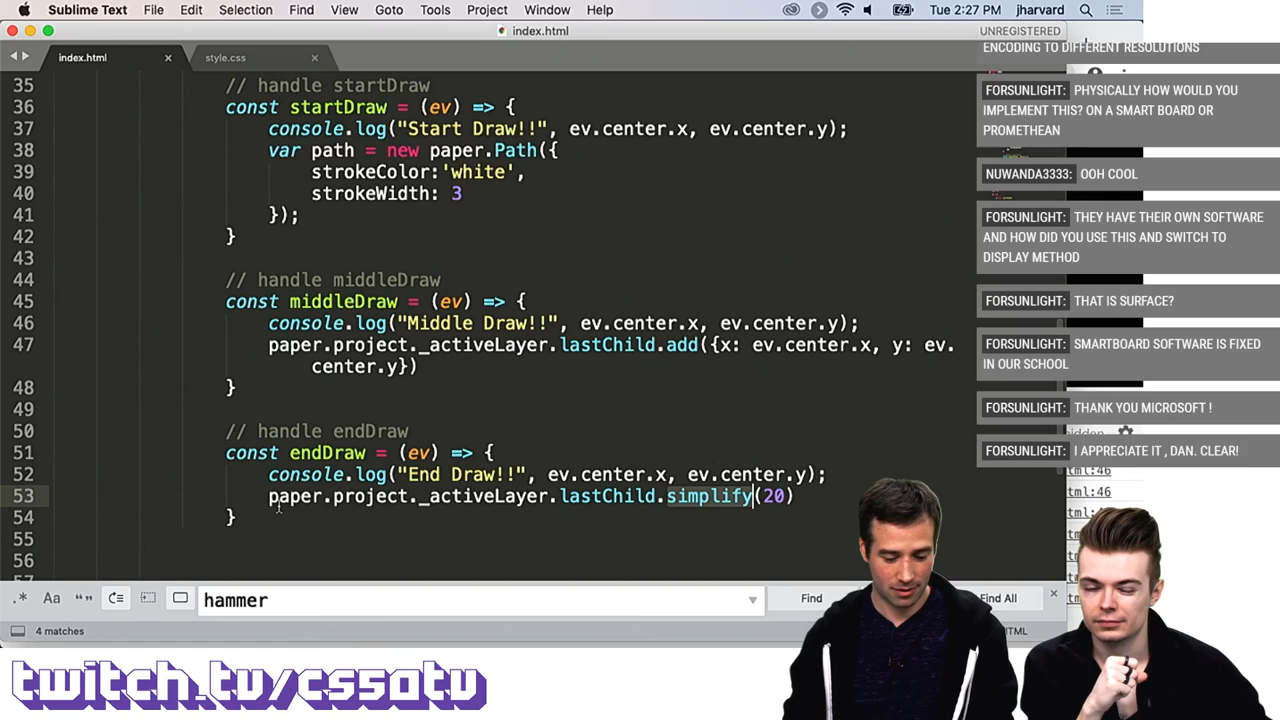 Sublime Text File Edit Selection Find View Goto Tools Project Window Help Tue 2:27 PM jharvard
index.html UNREGISTERED
index.html × style.css ×
35 // handle startDraw
36 const startDraw = (ev) => {
37 console.log("Start Draw!!", ev.center.x, ev.center.y);
38 var path = new paper.Path({
39 strokeColor:'white',
40 strokeWidth: 3
41 });
42 }
43
44 // handle middleDraw
45 const middleDraw = (ev) => {
46 console.log("Middle Draw!!", ev.center.x, ev.center.y);
47 paper.project._activeLayer.lastChild.add({x: ev.center.x, y: ev.
center.y})
48 }
49
50 // handle endDraw
51 const endDraw = (ev) => {
52 console.log("End Draw!!", ev.center.x, ev.center.y);
53 paper.project._activeLayer.lastChild.simplify(20)
54 }
55
56
ENCODING TO DIFFERENT RESOLUTIONS
FORSUNLIGHT: PHYSICALLY HOW WOULD YOU
IMPLEMENT THIS? ON A SMART BOARD OR
PROMETHEAN
NUWANDA3333: OOH COOL
FORSUNLIGHT: THEY HAVE THEIR OWN SOFTWARE
AND HOW DID YOU USE THIS AND SWITCH TO
DISPLAY METHOD
FORSUNLIGHT: THAT IS SURFACE?
FORSUNLIGHT: SMARTBOARD SOFTWARE IS FIXED
IN OUR SCHOOL
FORSUNLIGHT: THANK YOU MICROSOFT !
FORSUNLIGHT: I APPRECIATE IT , DAN. CLEAR!
tml:46
tml:46
.* Aa “” hammer Find Find All ×
4 matches HTML
twitch.tv/cs50tv